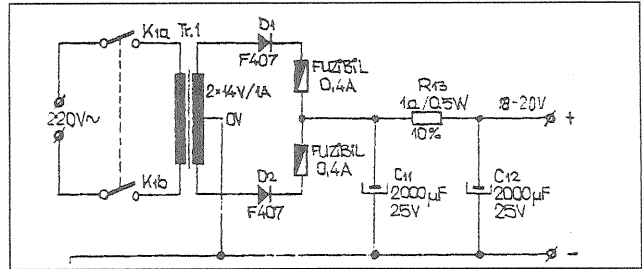 K1a
Tr.1
D1
F407
FUZIBIL
0,4A
2×14V/1A
220V~
0V
R13
1Ω/0,5W
10%
18-20V
+
FUZIBIL
0,4A
K1b
D2
F407
C11
2000µF
25V
C12
2000µF
25V
-